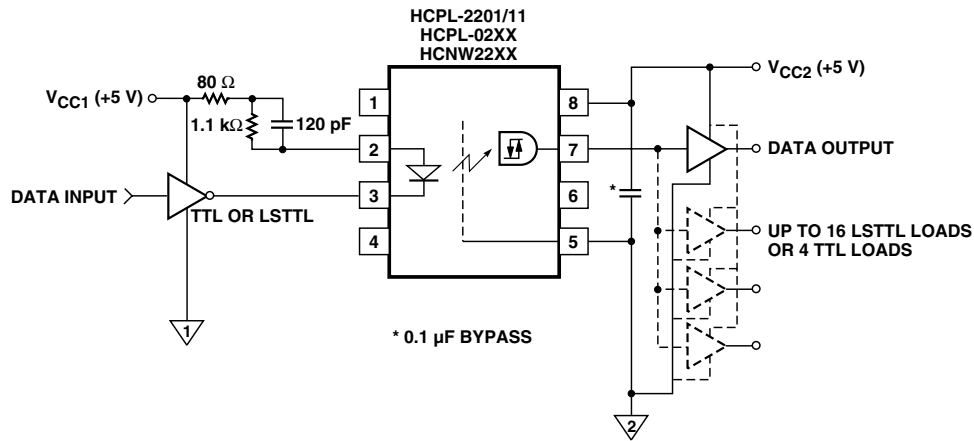 HCPL-2201/11
HCPL-02XX
HCNW22XX
VCC1 (+5 V)
80 Ω
1.1 kΩ
120 pF
DATA INPUT
TTL OR LSTTL
1
1
2
3
4
8
7
6
5
*
VCC2 (+5 V)
DATA OUTPUT
UP TO 16 LSTTL LOADS
OR 4 TTL LOADS
* 0.1 µF BYPASS
2